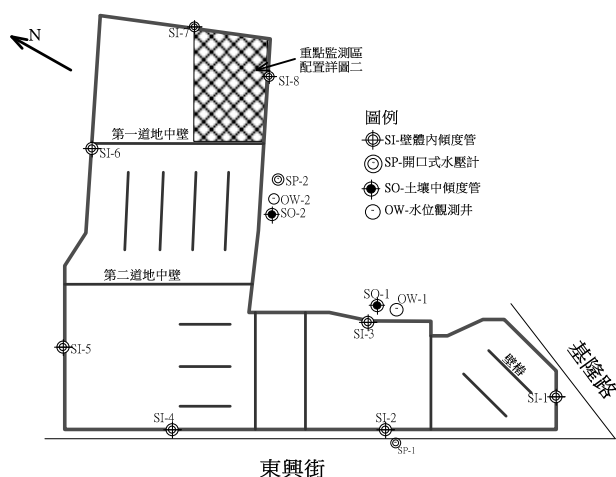 N
SI-7
重點監測區
配置詳圖二
SI-8
圖例
SI-壁體內傾度管
SP-開口式水壓計
SO-土壤中傾度管
OW-水位觀測井
第一道地中壁
SI-6
SP-2
OW-2
SO-2
第二道地中壁
SO-1
OW-1
SI-3
SI-5
壁樁
基隆路
SI-1
SI-4
SI-2
SP-1
東興街